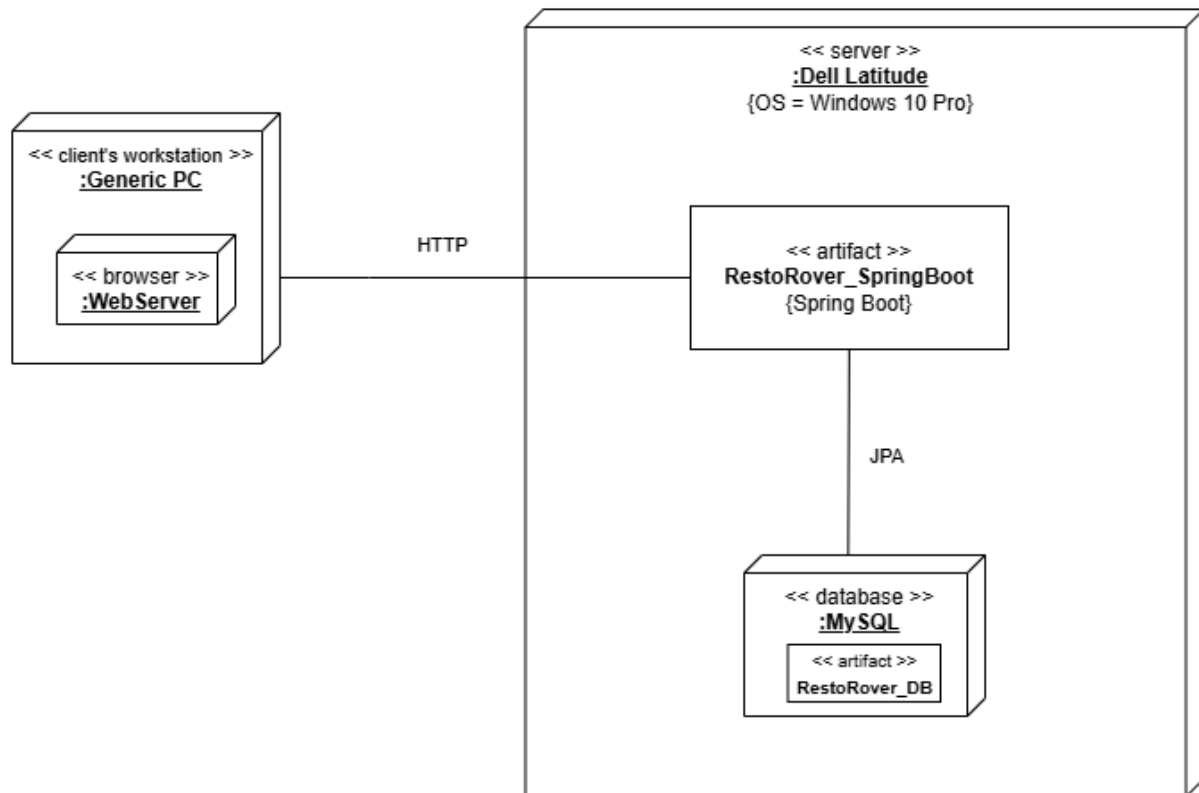 << server >>
:Dell Latitude
{OS = Windows 10 Pro}
<< client's workstation >>
:Generic PC
<< browser >>
:WebServer
HTTP
<< artifact >>
RestoRover_SpringBoot
{Spring Boot}
JPA
<< database >>
:MySQL
<< artifact >>
RestoRover_DB